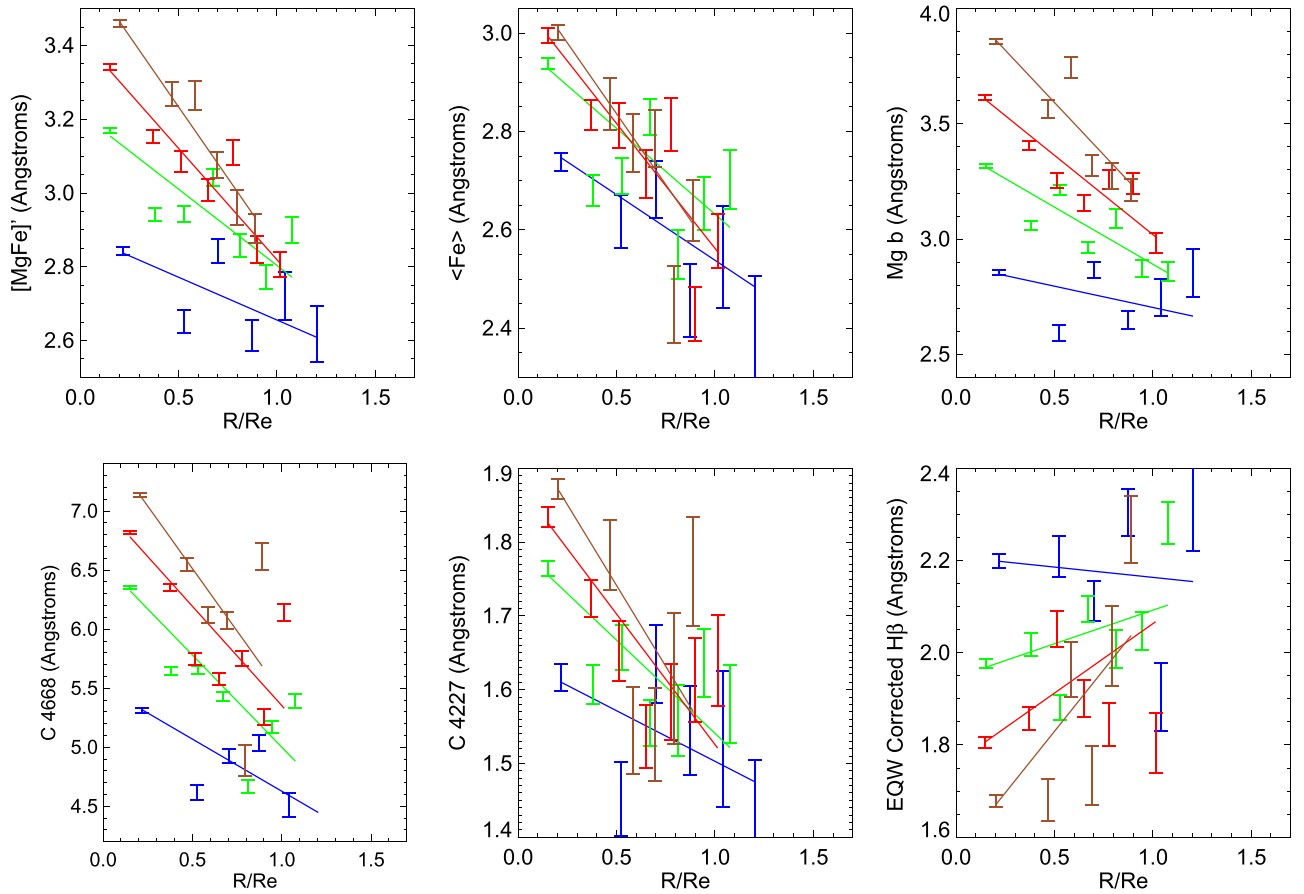 [MgFe]' (Angstroms)
3.4
3.2
3.0
2.8
2.6
0.0 0.5 1.0 1.5
R/Re
<Fe> (Angstroms)
3.0
2.8
2.6
2.4
0.0 0.5 1.0 1.5
R/Re
Mg b (Angstroms)
4.0
3.5
3.0
2.5
0.0 0.5 1.0 1.5
R/Re
C 4668 (Angstroms)
7.0
6.5
6.0
5.5
5.0
4.5
0.0 0.5 1.0 1.5
R/Re
C 4227 (Angstroms)
1.9
1.8
1.7
1.6
1.5
1.4
0.0 0.5 1.0 1.5
R/Re
EQW Corrected Hβ (Angstroms)
2.4
2.2
2.0
1.8
1.6
0.0 0.5 1.0 1.5
R/Re